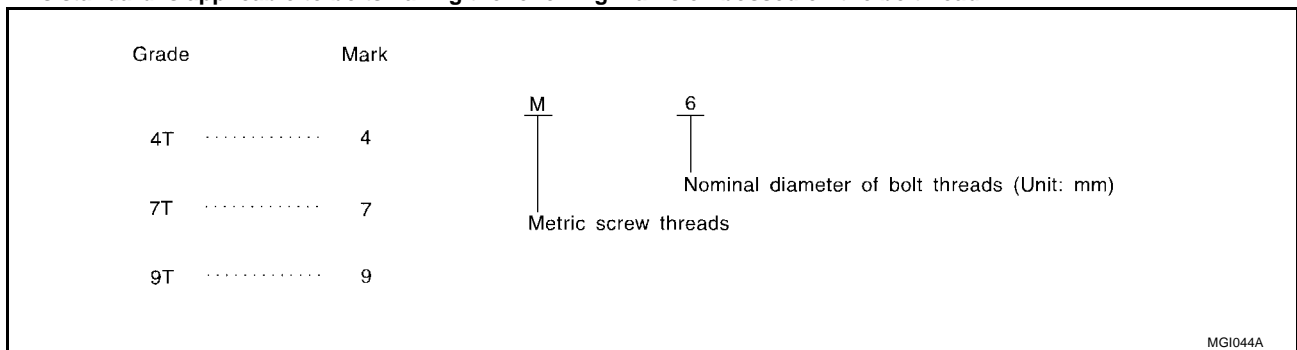 Grade Mark
M 6
4T ············· 4
Nominal diameter of bolt threads (Unit: mm)
7T ············· 7
Metric screw threads
9T ············· 9
MGI044A